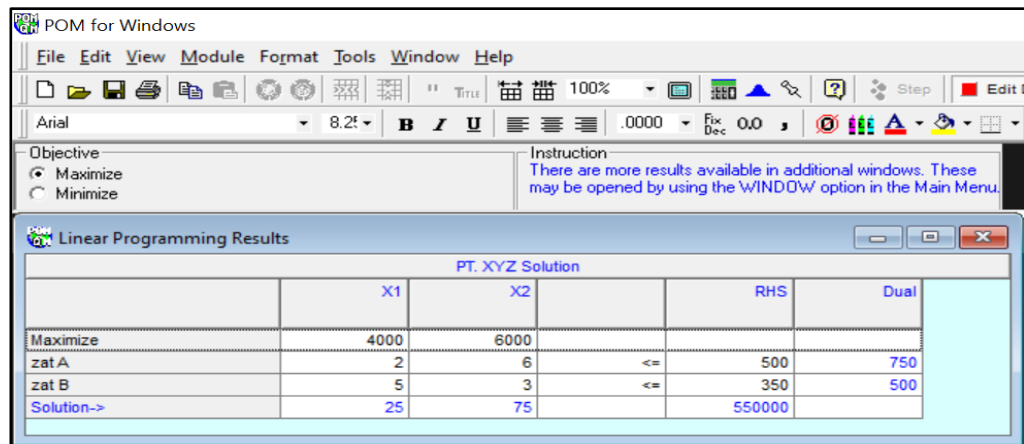 POM for Windows
File Edit View Module Format Tools Window Help
TITLE 100% Step Edit
Arial 8.2 B I U .0000 Fix Dec 0.0 ,
Objective
Maximize
Minimize
Instruction
There are more results available in additional windows. These
may be opened by using the WINDOW option in the Main Menu.
Linear Programming Results
PT. XYZ Solution
X1 X2 RHS Dual
Maximize 4000 6000
zat A 2 6 <= 500 750
zat B 5 3 <= 350 500
Solution-> 25 75 550000